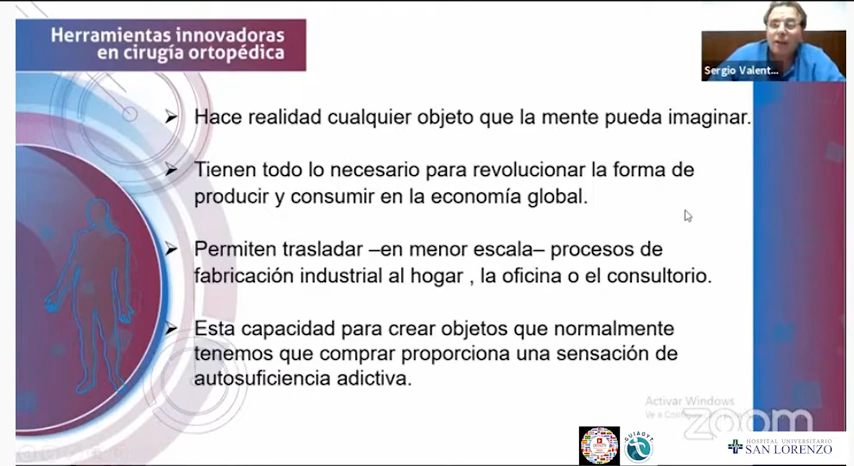 Herramientas innovadoras
en cirugía ortopédica
Sergio Valent...
➤ Hace realidad cualquier objeto que la mente pueda imaginar.
➤ Tienen todo lo necesario para revolucionar la forma de
producir y consumir en la economía global.
➤ Permiten trasladar –en menor escala– procesos de
fabricación industrial al hogar , la oficina o el consultorio.
➤ Esta capacidad para crear objetos que normalmente
tenemos que comprar proporciona una sensación de
autosuficiencia adictiva.
Activar Windows
zoom
HOSPITAL UNIVERSITARIO
SAN LORENZO